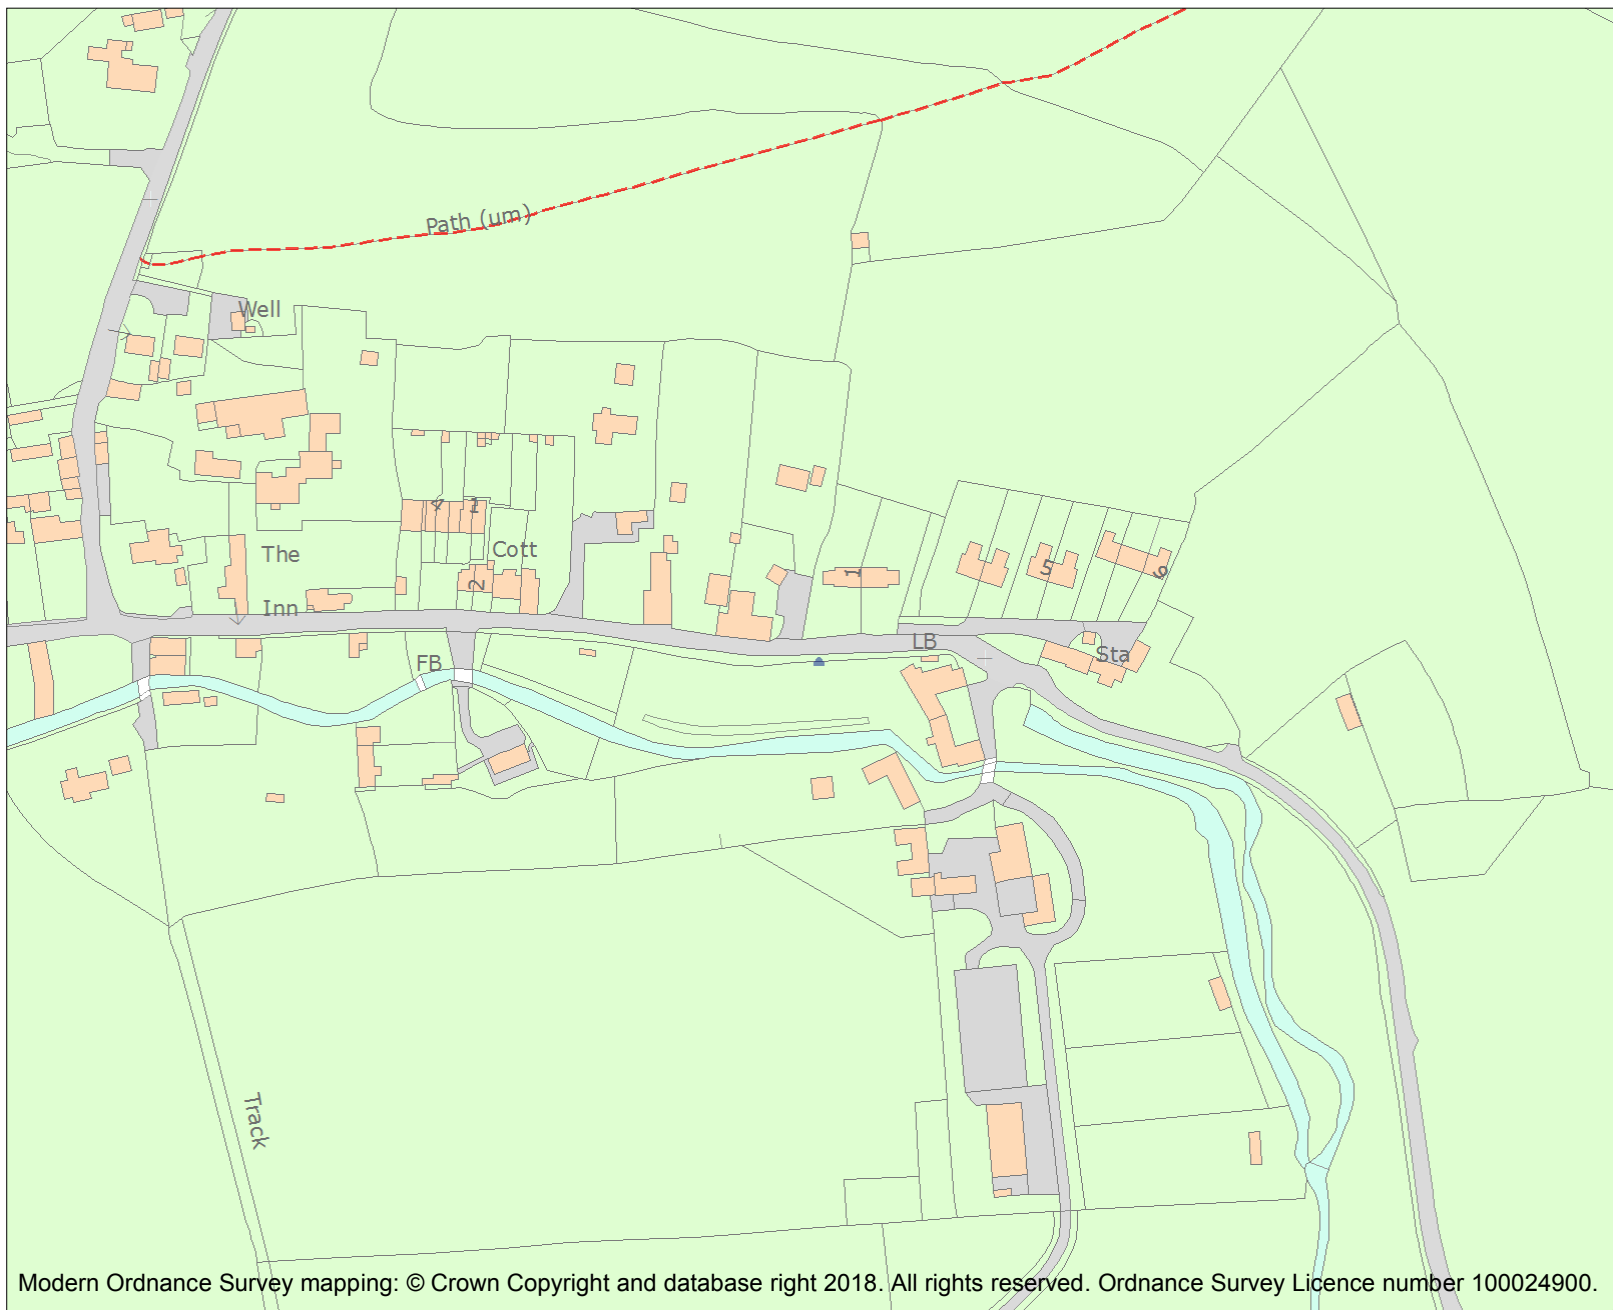 Path (um)
Well
4
1
The
Cott
2
1
5
9
Inn
LB
Sta
FB
Track
Modern Ordnance Survey mapping: © Crown Copyright and database right 2018. All rights reserved. Ordnance Survey Licence number 100024900.